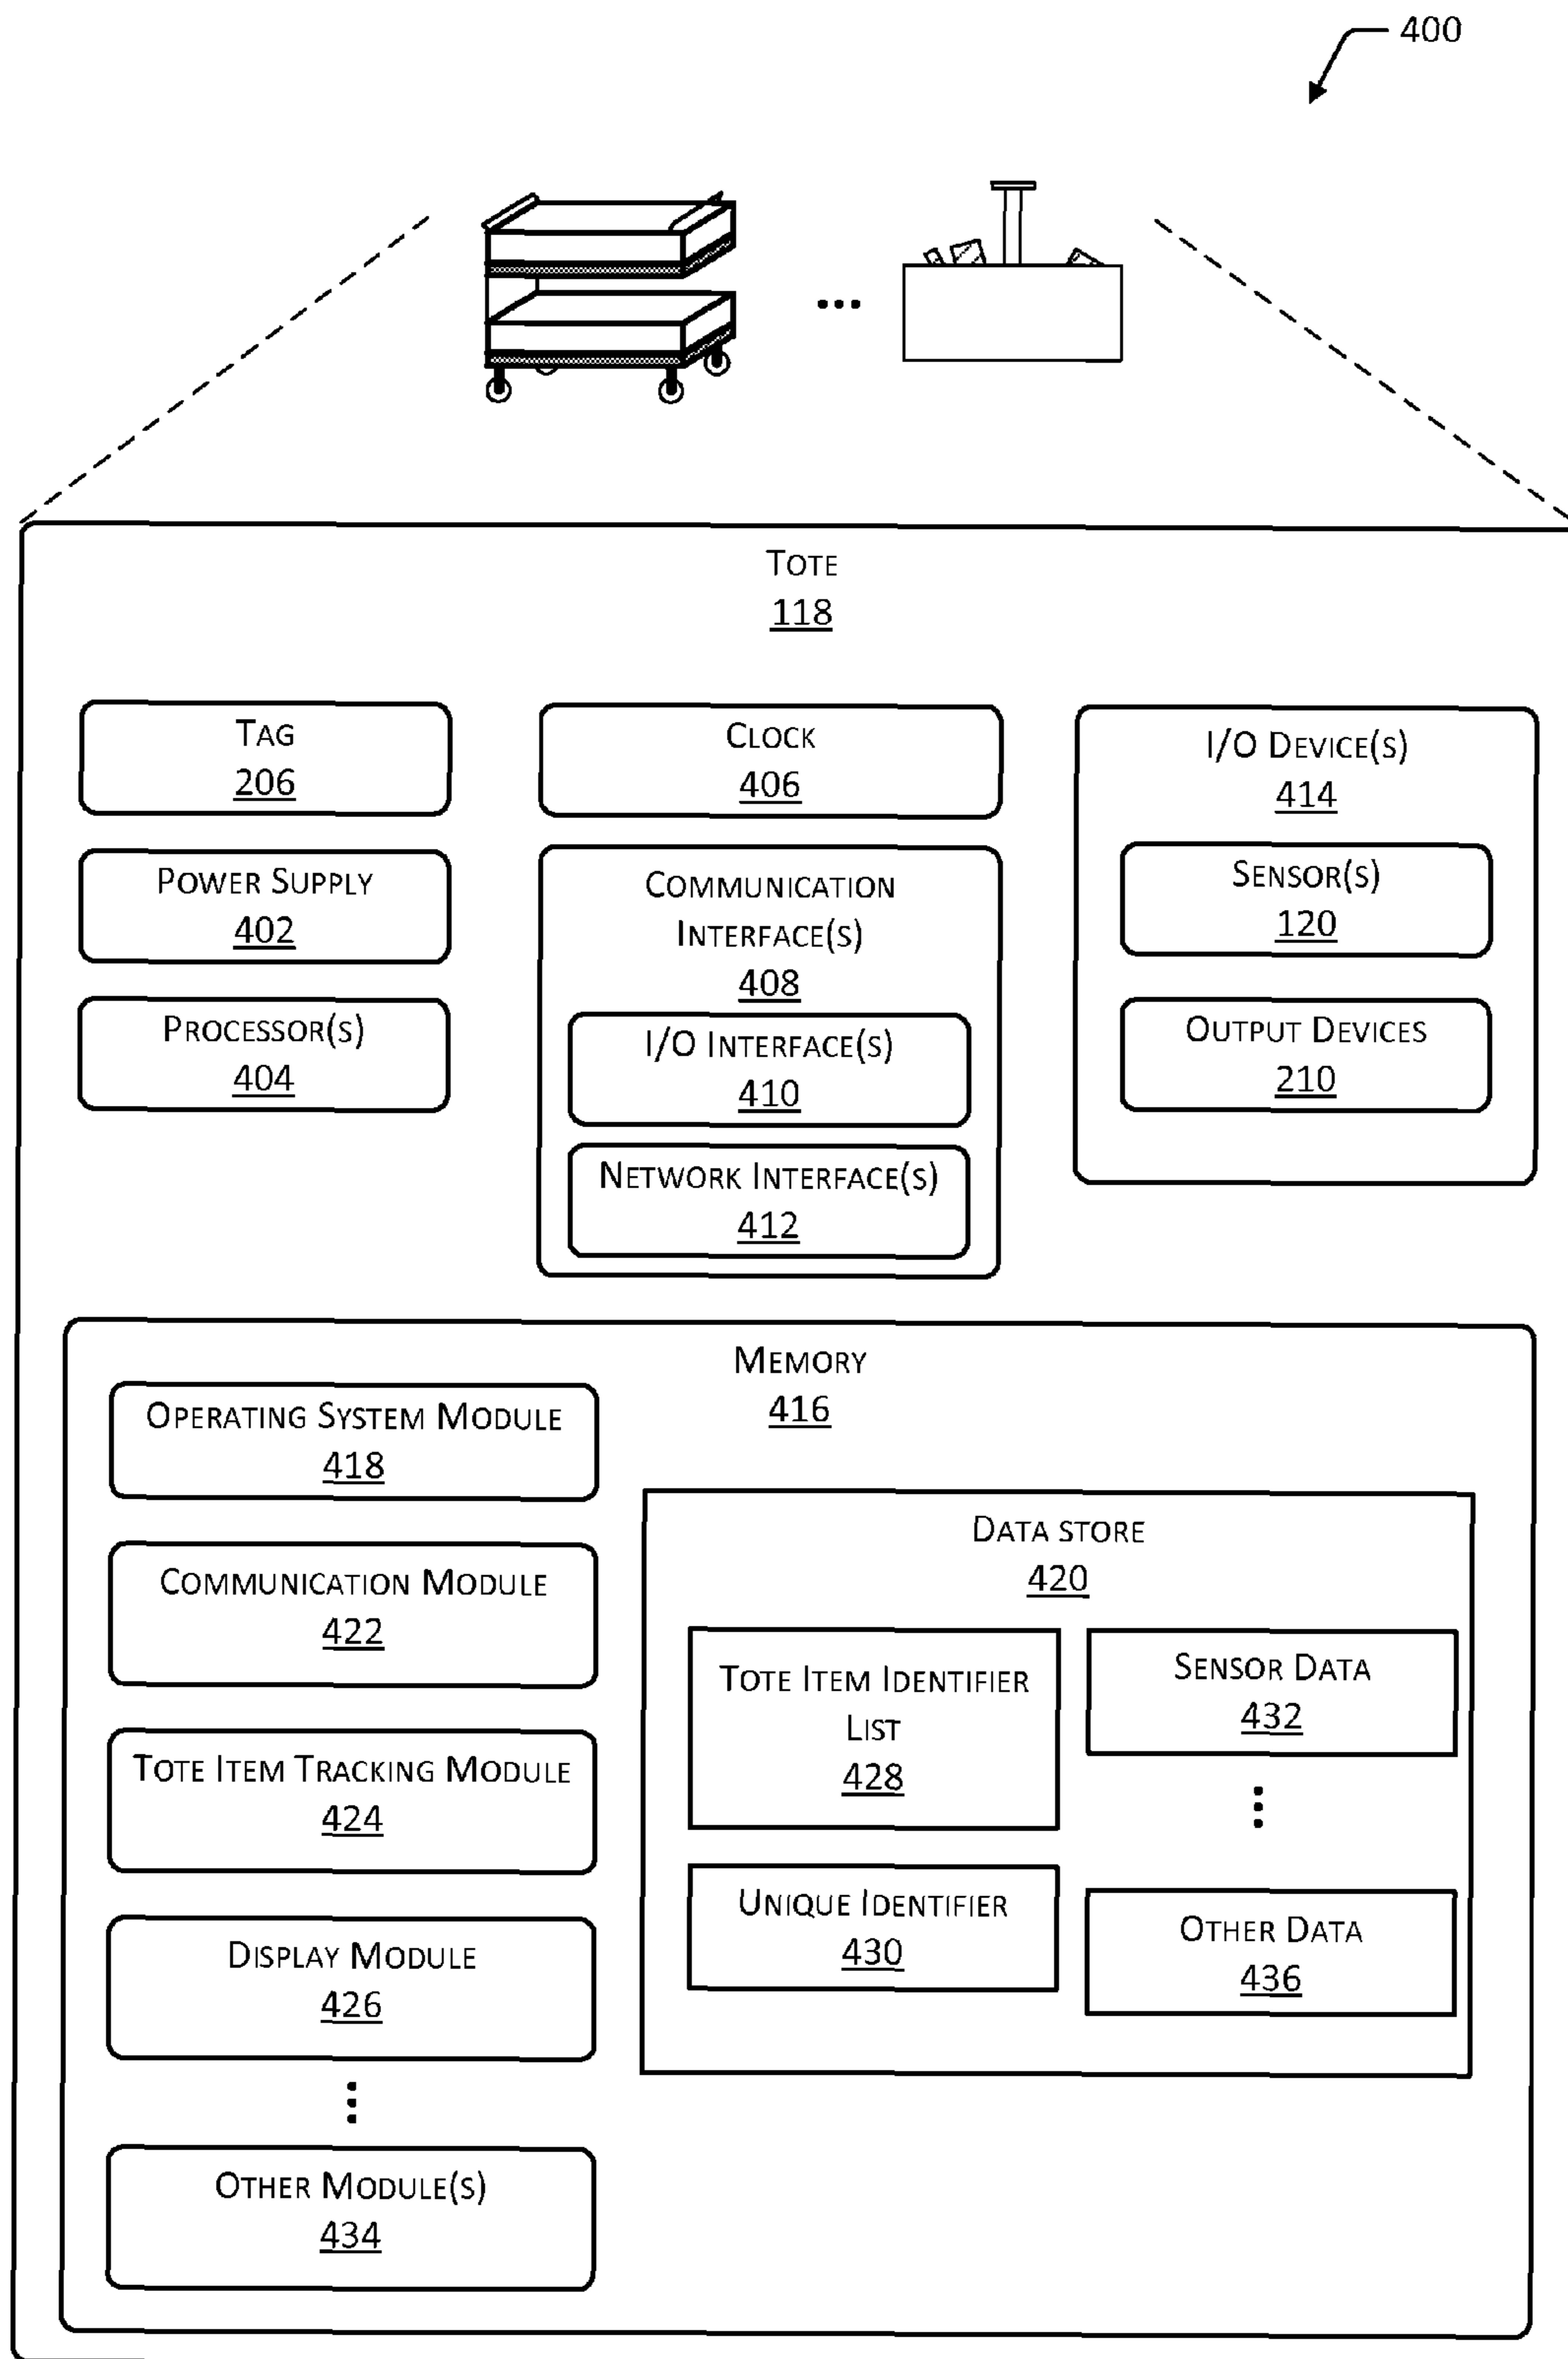 400
TOTE
118
TAG
206
POWER SUPPLY
402
PROCESSOR(S)
404
CLOCK
406
COMMUNICATION
INTERFACE(S)
408
I/O INTERFACE(S)
410
NETWORK INTERFACE(S)
412
I/O DEVICE(S)
414
SENSOR(S)
120
OUTPUT DEVICES
210
MEMORY
416
OPERATING SYSTEM MODULE
418
COMMUNICATION MODULE
422
TOTE ITEM TRACKING MODULE
424
DISPLAY MODULE
426
OTHER MODULE(S)
434
DATA STORE
420
TOTE ITEM IDENTIFIER
LIST
428
UNIQUE IDENTIFIER
430
SENSOR DATA
432
OTHER DATA
436